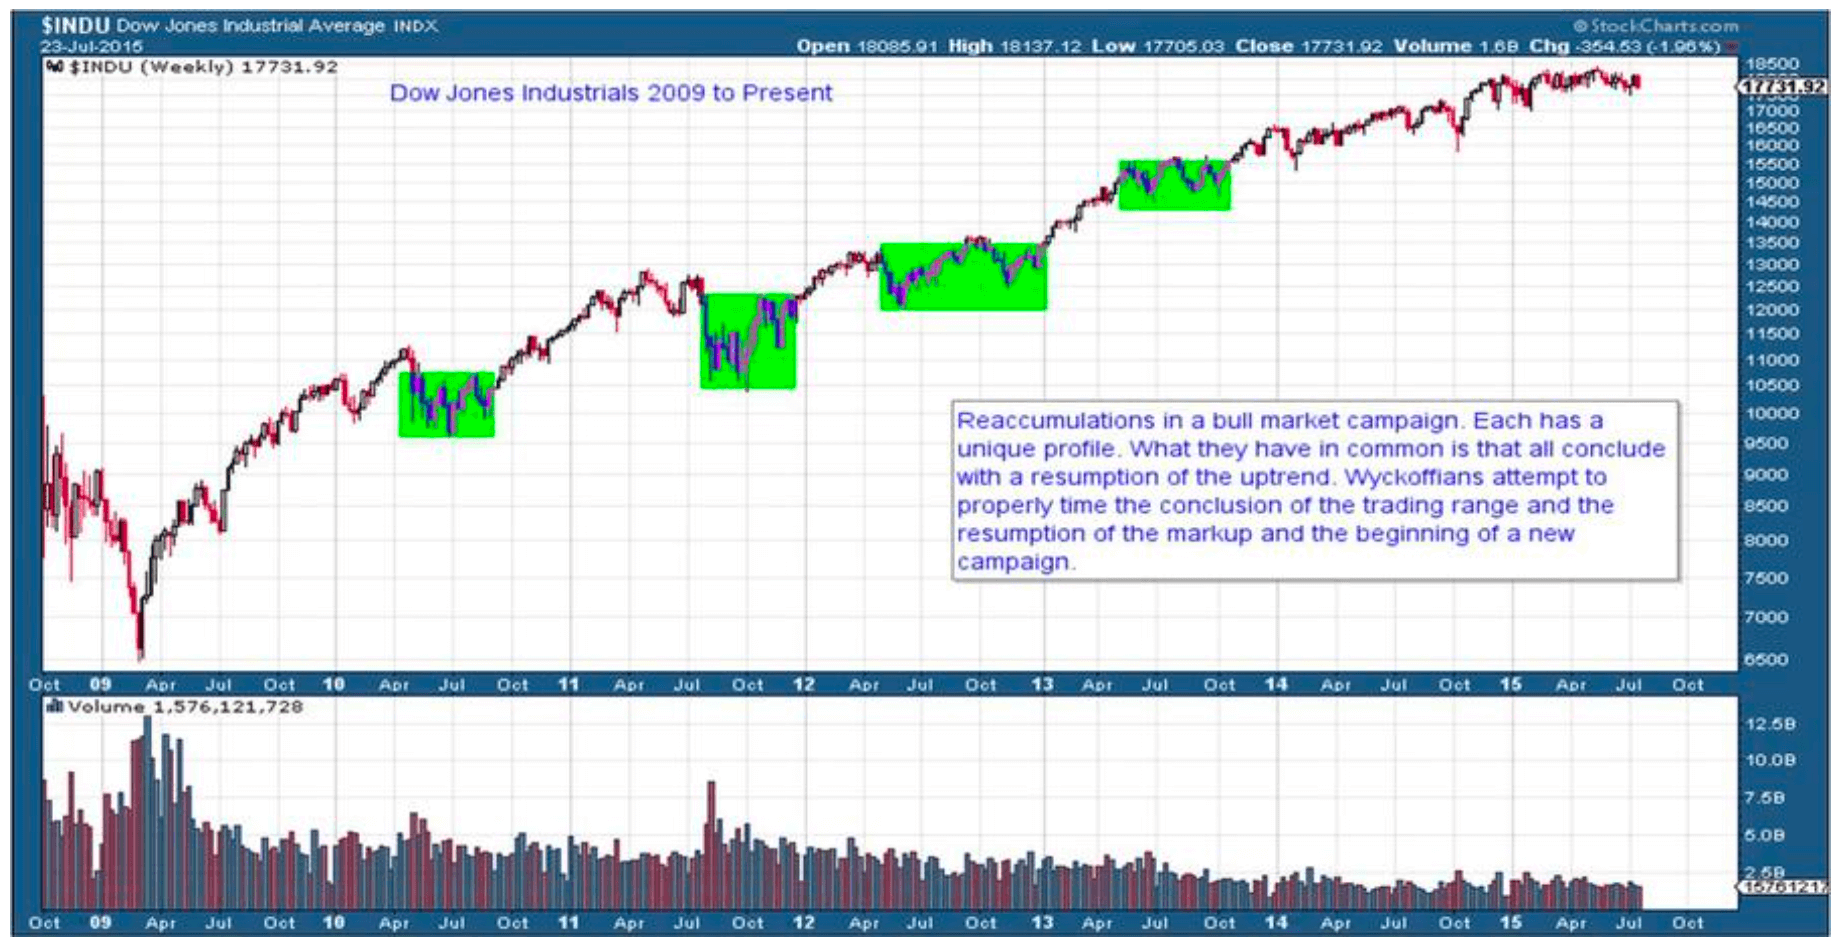 $INDU Dow Jones Industrial Average INDX
© StockCharts.com
23-Jul-2015
Open 18085.91 High 18137.12 Low 17705.03 Close 17731.92 Volume 1.6B Chg -354.53 (-1.96%)
$INDU (Weekly) 17731.92
Dow Jones Industrials 2009 to Present
18500
17731.92
17000
16500
16000
15500
15000
14500
14000
13500
13000
12500
12000
11500
11000
10500
10000
9500
9000
8500
8000
7500
7000
6500
Reaccumulations in a bull market campaign. Each has a
unique profile. What they have in common is that all conclude
with a resumption of the uptrend. Wyckoffians attempt to
properly time the conclusion of the trading range and the
resumption of the markup and the beginning of a new
campaign.
Oct 09 Apr Jul Oct 10 Apr Jul Oct 11 Apr Jul Oct 12 Apr Jul Oct 13 Apr Jul Oct 14 Apr Jul Oct 15 Apr Jul Oct
Volume 1,576,121,728
12.5B
10.0B
7.5B
5.0B
2.5B
Oct 09 Apr Jul Oct 10 Apr Jul Oct 11 Apr Jul Oct 12 Apr Jul Oct 13 Apr Jul Oct 14 Apr Jul Oct 15 Apr Jul Oct